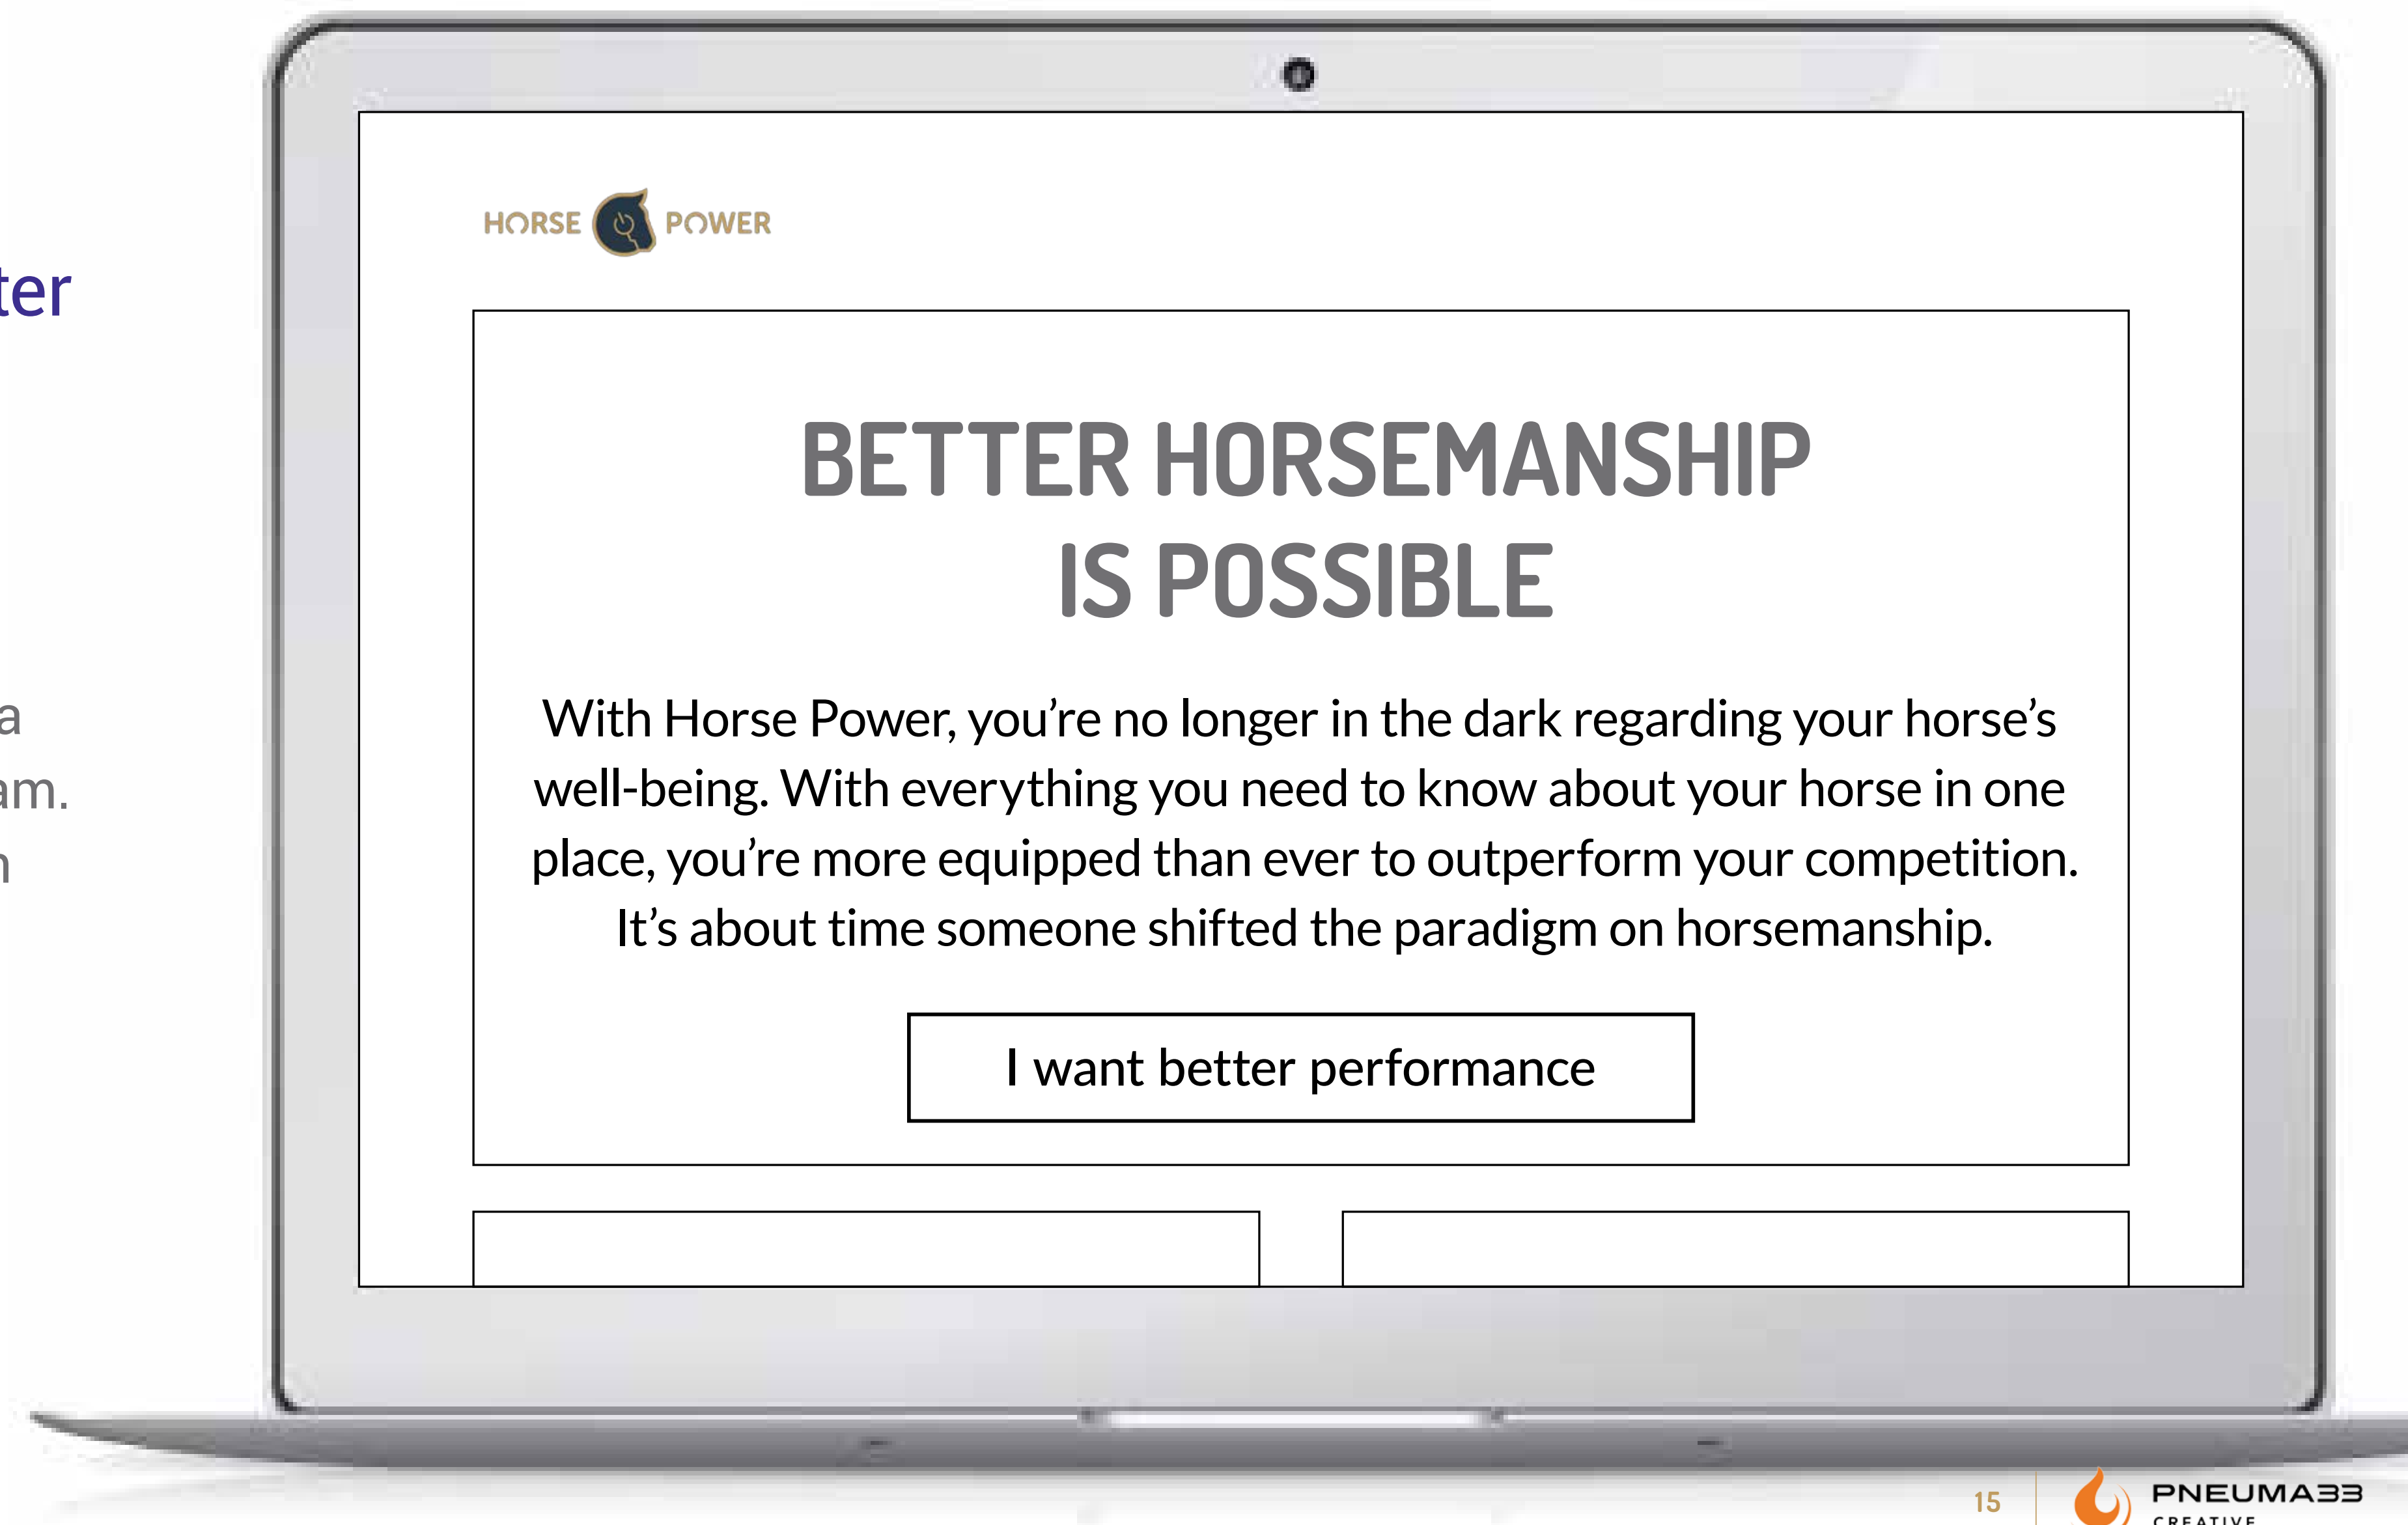 ter
a
am.
n
HORSE POWER
BETTER HORSEMANSHIP
IS POSSIBLE
With Horse Power, you’re no longer in the dark regarding your horse’s
well-being. With everything you need to know about your horse in one
place, you’re more equipped than ever to outperform your competition.
It’s about time someone shifted the paradigm on horsemanship.
I want better performance
15
PNEUMA33
CREATIVE